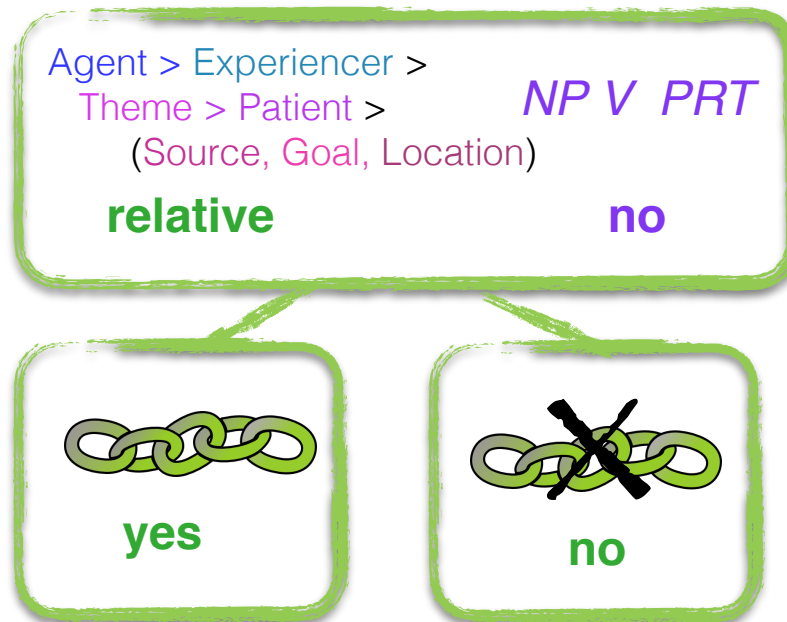 Agent > Experiencer >
Theme > Patient >
(Source, Goal, Location)
NP V PRT
relative
no
yes
no